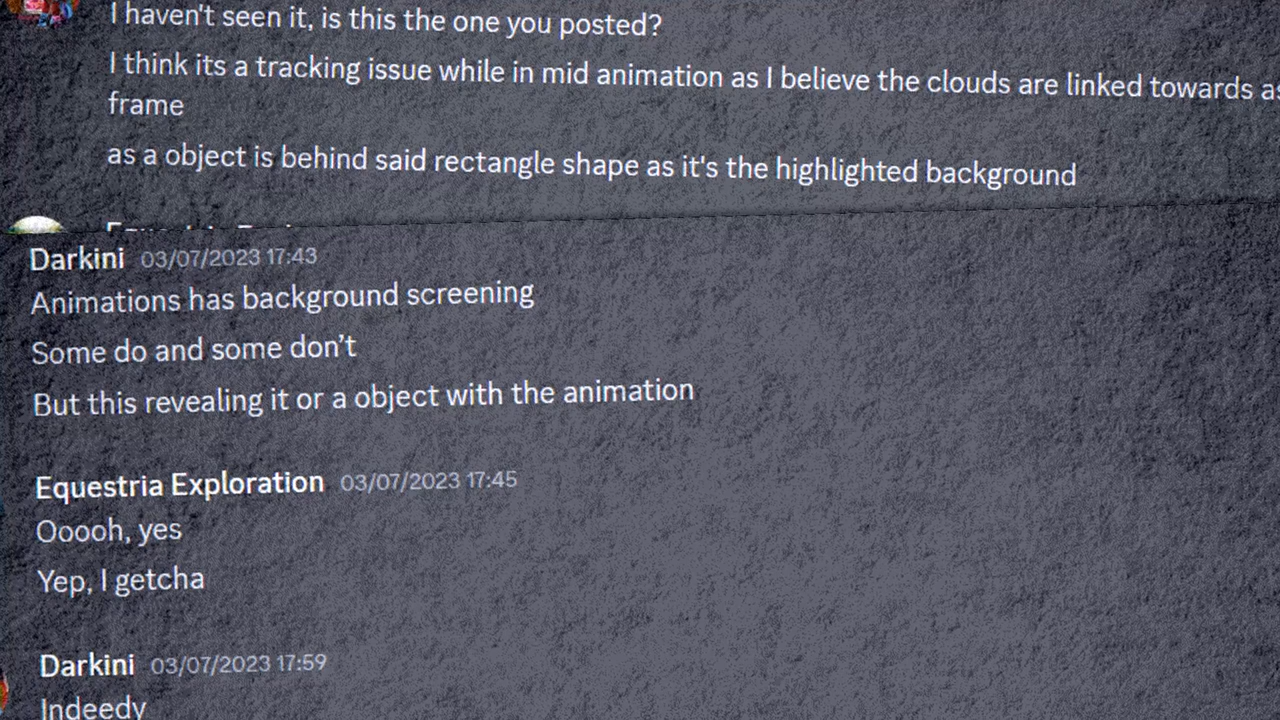 I haven't seen it, is this the one you posted?
I think its a tracking issue while in mid animation as I believe the clouds are linked towards as
frame
as a object is behind said rectangle shape as it's the highlighted background
Darkini 03/07/2023 17:43
Animations has background screening
Some do and some don’t
But this revealing it or a object with the animation
Equestria Exploration 03/07/2023 17:45
Ooooh, yes
Yep, I getcha
Darkini 03/07/2023 17:59
Indeedy